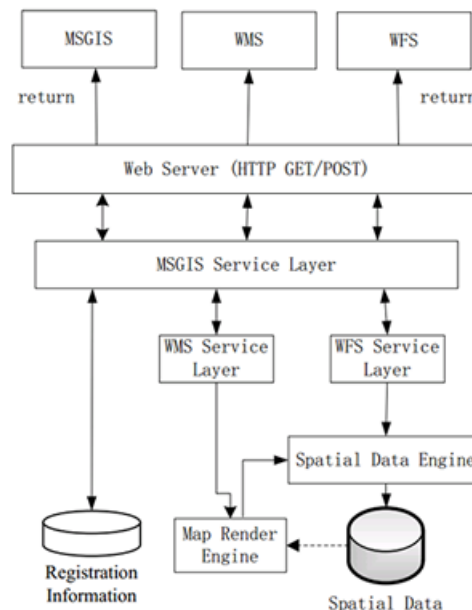 MSGIS
WMS
WFS
return
return
Web Server (HTTP GET/POST)
MSGIS Service Layer
WMS Service
Layer
WFS Service
Layer
Spatial Data Engine
Map Render
Engine
Registration
Information
Spatial Data